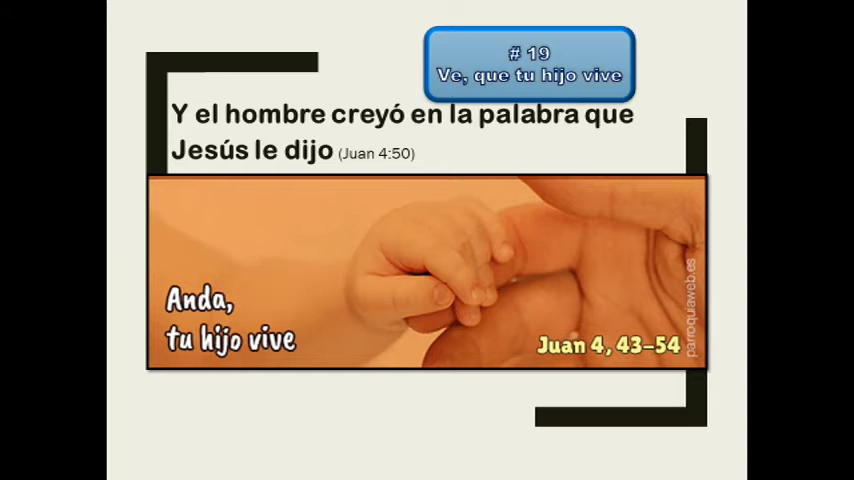 # 19
Ve, que tu hijo vive
Y el hombre creyó en la palabra que
Jesús le dijo (Juan 4:50)
Anda,
tu hijo vive
Juan 4, 43-54
parroquiaweb.es